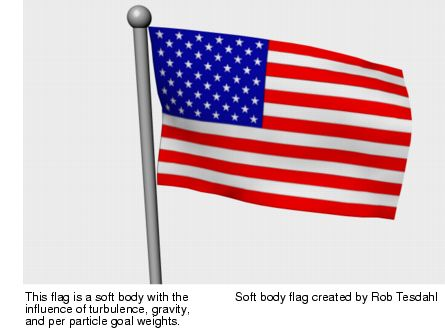 This flag is a soft body with the
influence of turbulence, gravity,
and per particle goal weights.
Soft body flag created by Rob Tesdahl